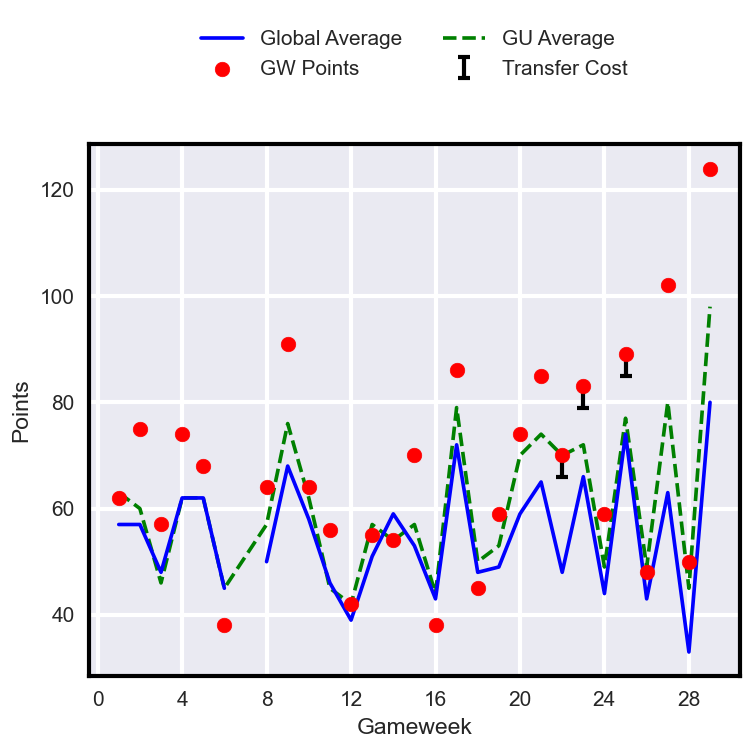 Global Average
GU Average
GW Points
Transfer Cost
Points
120
100
80
60
40
0 4 8 12 16 20 24 28
Gameweek